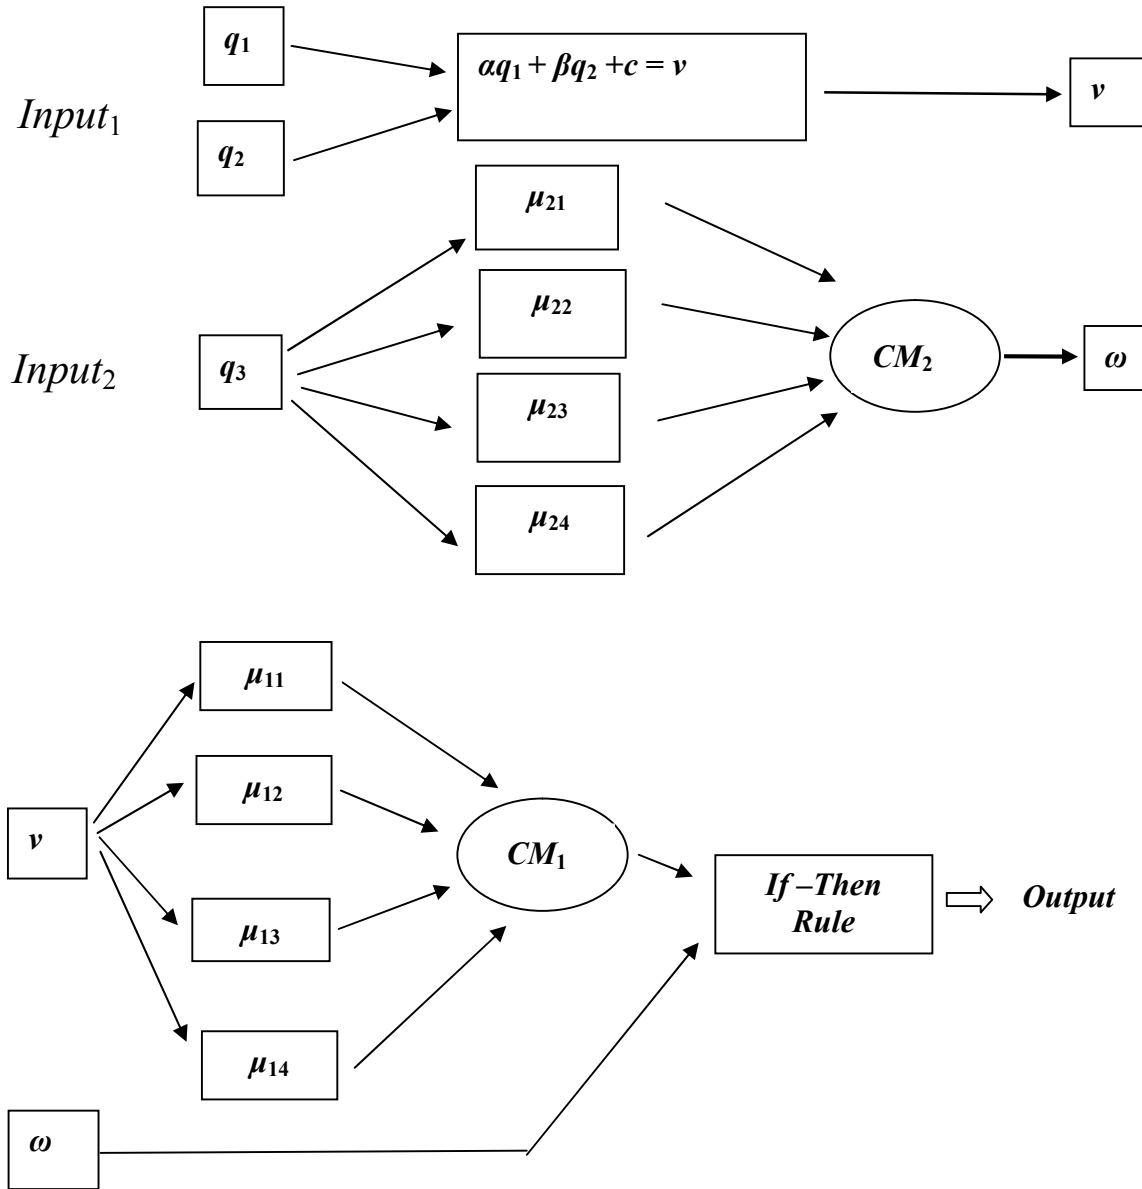 q1
αq1 + βq2 +c = v
v
Input1
q2
μ21
μ22
Input2
q3
CM2
ω
μ23
μ24
μ11
μ12
v
CM1
If –Then
Rule
Output
μ13
μ14
ω